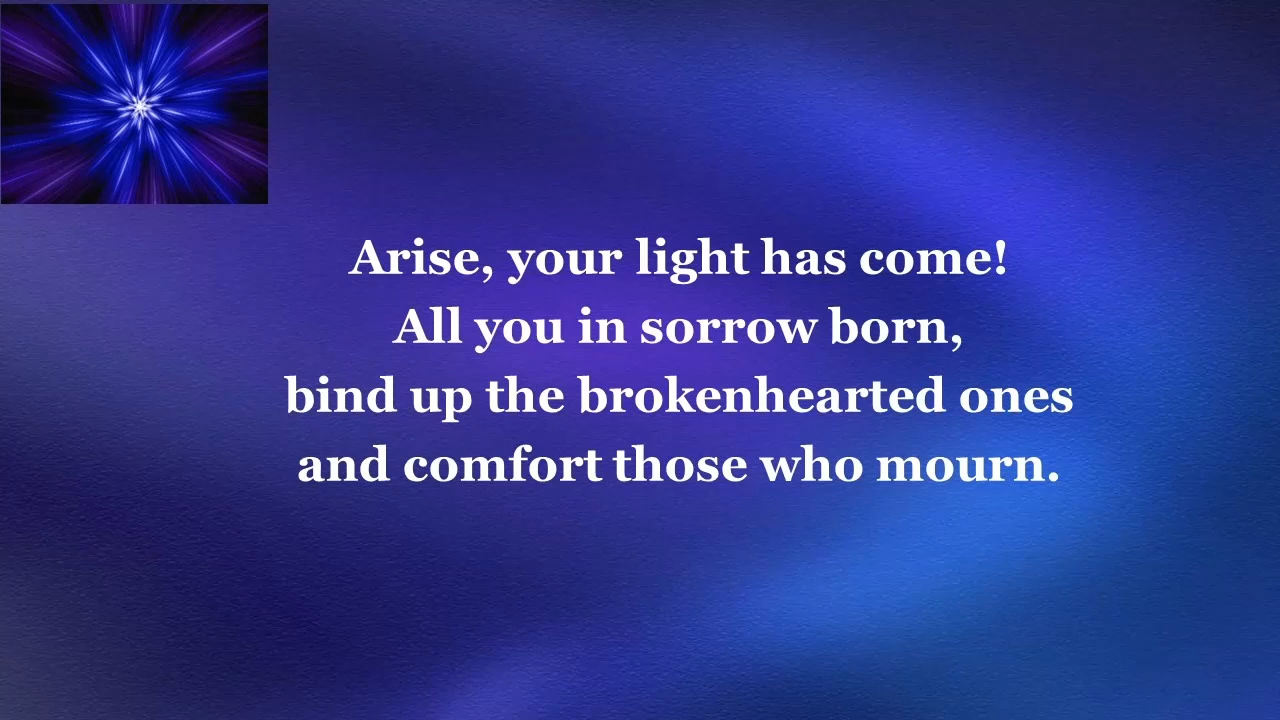 Arise, your light has come!
All you in sorrow born,
bind up the brokenhearted ones
and comfort those who mourn.